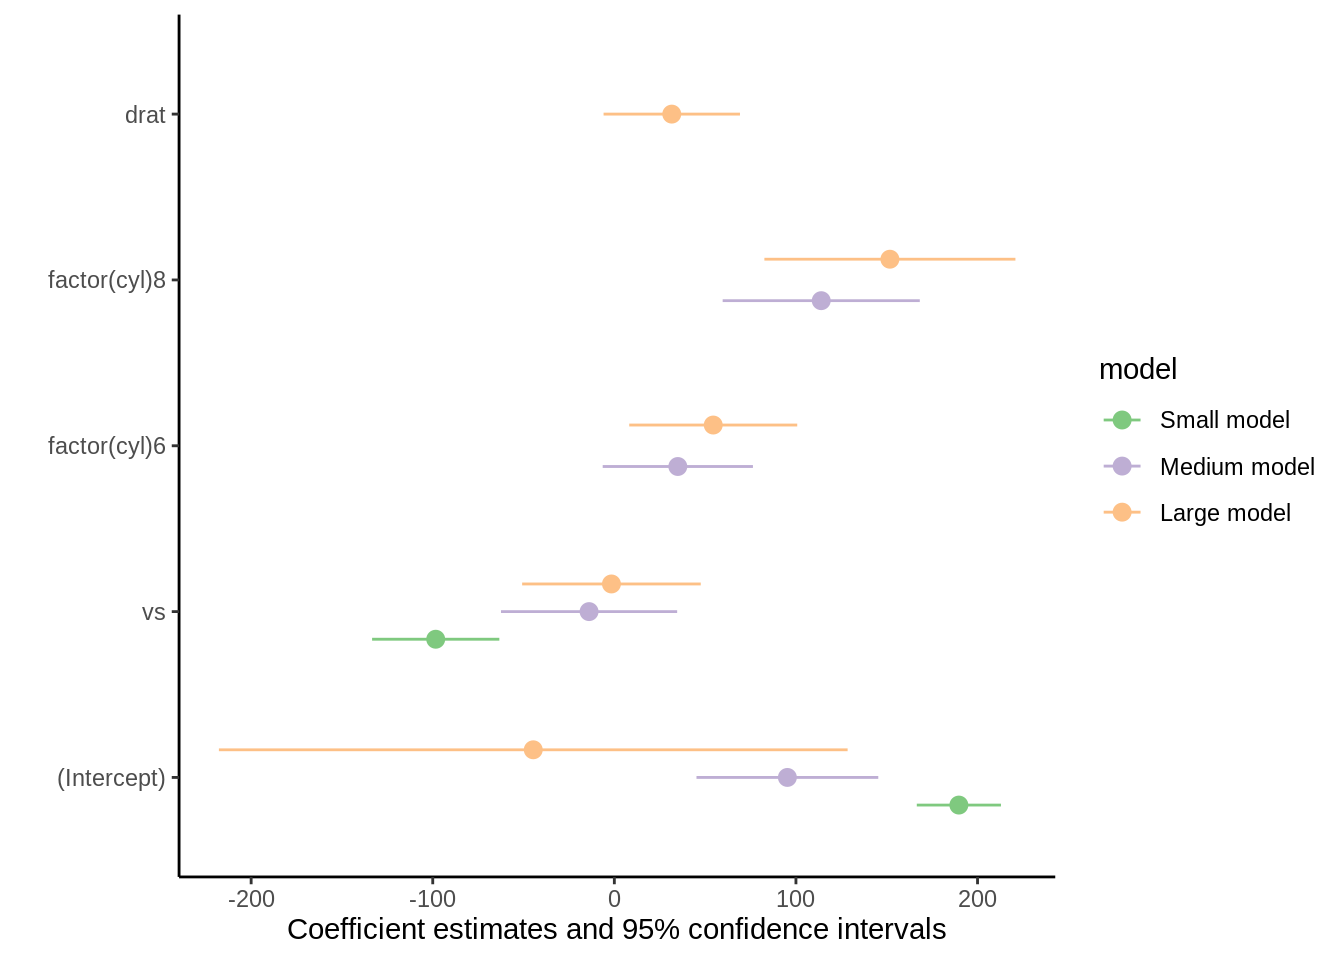 drat
factor(cyl)8
factor(cyl)6
vs
(Intercept)
-200 -100 0 100 200
Coefficient estimates and 95% confidence intervals
model
Small model
Medium model
Large model